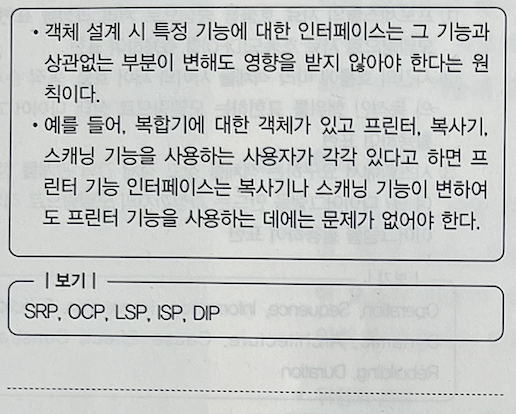 • 객체 설계 시 특정 기능에 대한 인터페이스는 그 기능과
상관없는 부분이 변해도 영향을 받지 않아야 한다는 원
칙이다.
• 예를 들어, 복합기에 대한 객체가 있고 프린터, 복사기,
스캐닝 기능을 사용하는 사용자가 각각 있다고 하면 프
린터 기능 인터페이스는 복사기나 스캐닝 기능이 변하여
도 프린터 기능을 사용하는 데에는 문제가 없어야 한다.
| 보기 |
SRP, OCP, LSP, ISP, DIP